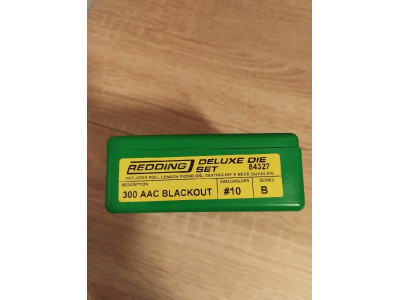 REDDING DELUXE DIE SET 84327
INCLUDES FULL LENGTH SIZING DIE, SEATING DIE & NECK SIZING DIE
DESCRIPTION SHELLHOLDER SERIES
300 AAC BLACKOUT #10 B